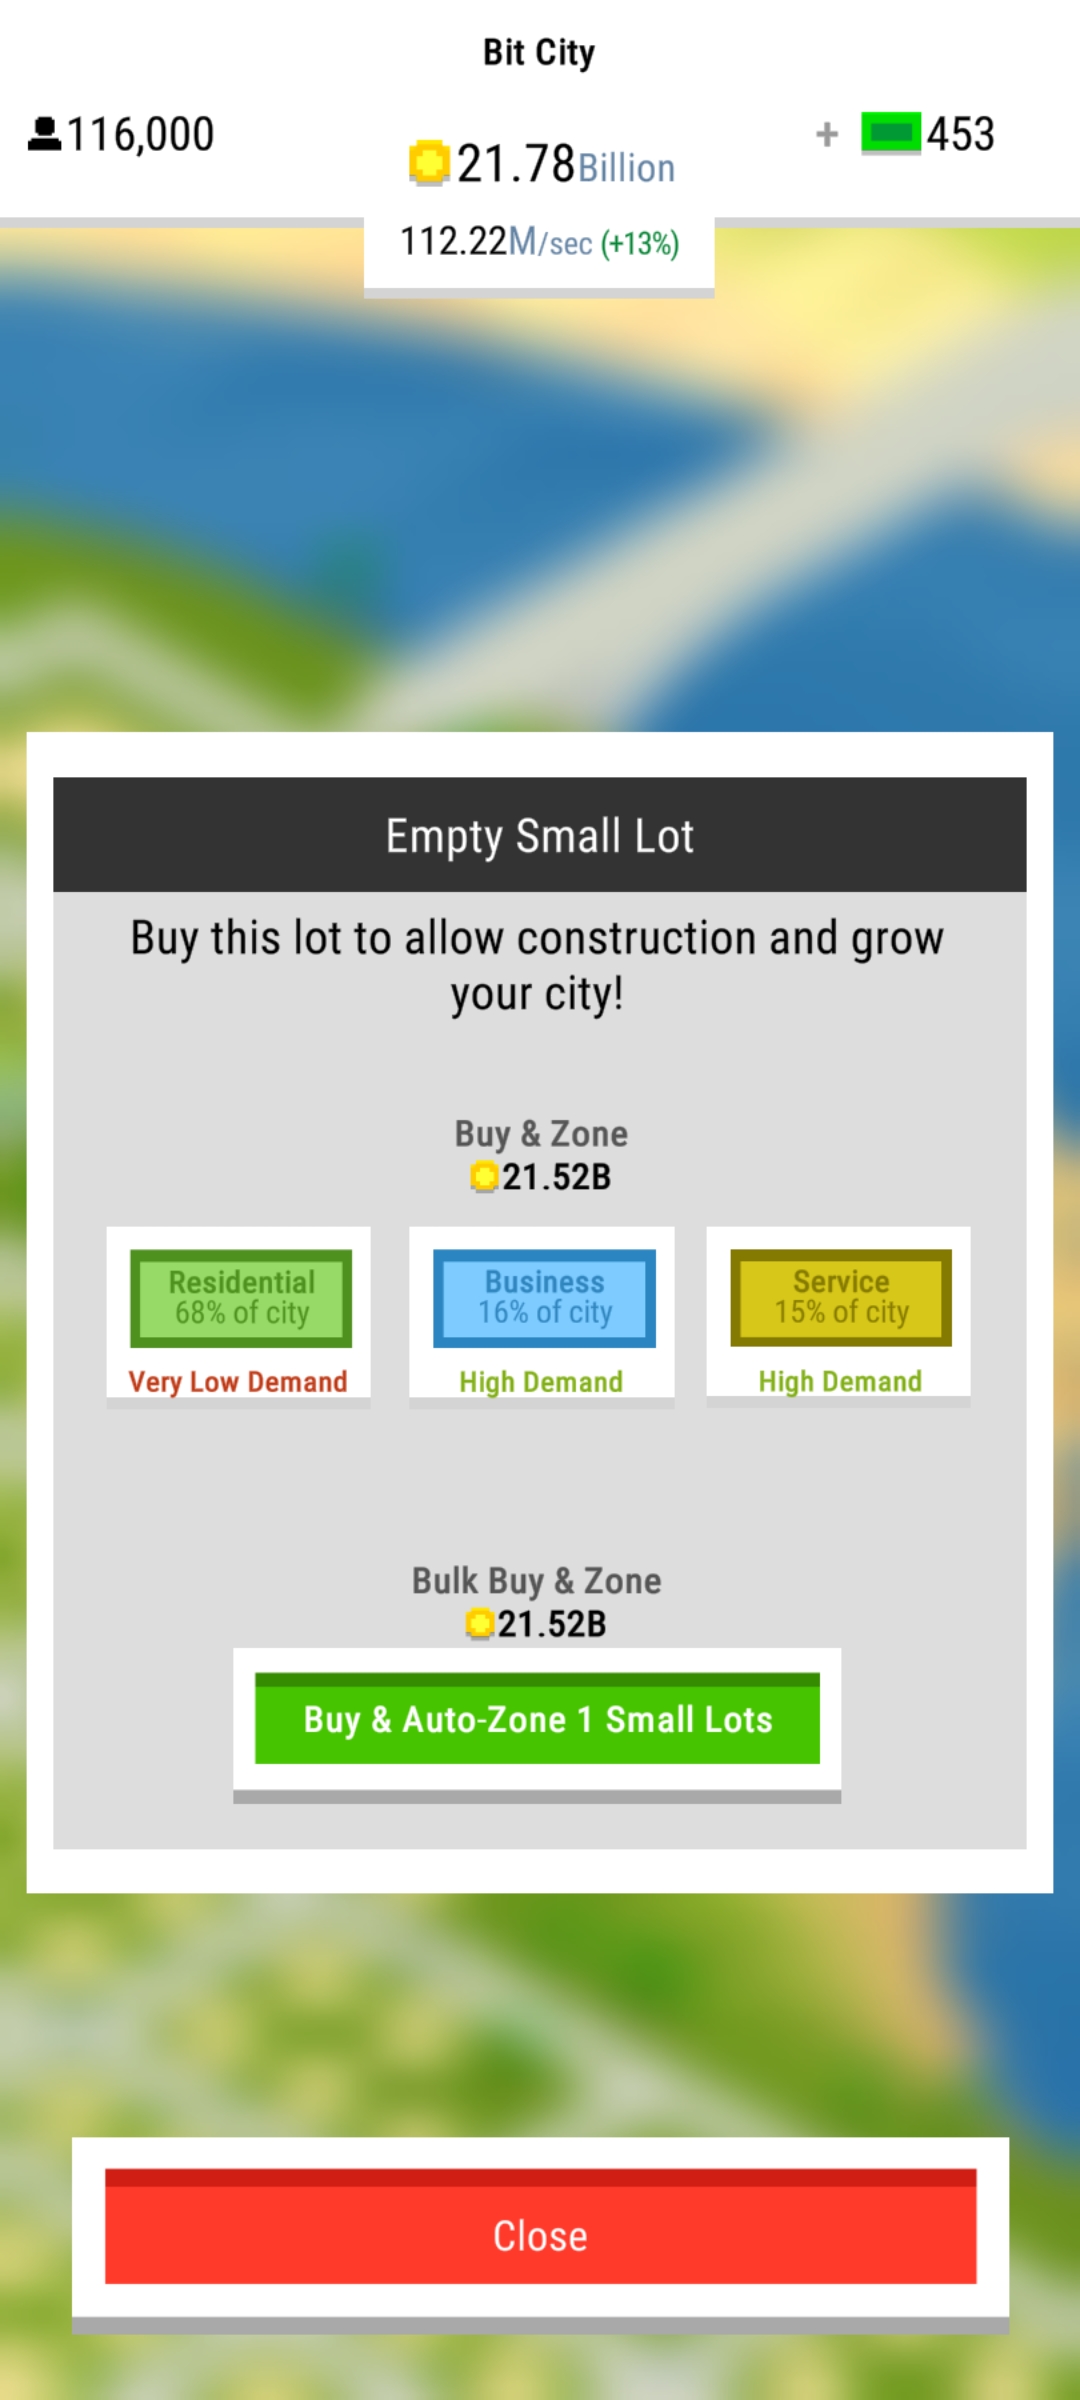 Bit City
116,000
21.78Billion
+ 453
112.22M/sec (+13%)
Empty Small Lot
Buy this lot to allow construction and grow
your city!
Buy & Zone
21.52B
Residential
68% of city
Very Low Demand
Business
16% of city
High Demand
Service
15% of city
High Demand
Bulk Buy & Zone
21.52B
Buy & Auto-Zone 1 Small Lots
Close